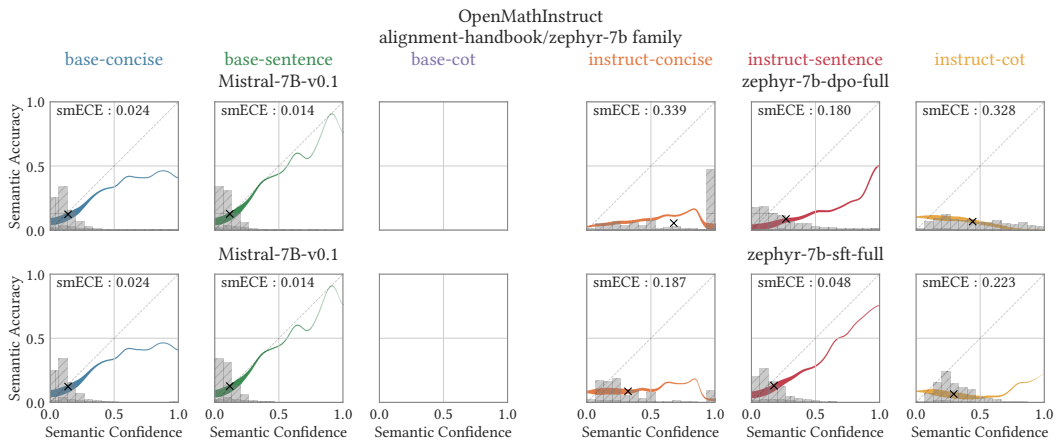 OpenMathInstruct
alignment-handbook/zephyr-7b family
base-concise base-sentence base-cot instruct-concise instruct-sentence instruct-cot
Mistral-7B-v0.1 zephyr-7b-dpo-full
1.0 smECE : 0.024 smECE : 0.014 smECE : 0.339 smECE : 0.180 smECE : 0.328
Semantic Accuracy
0.5
0.0
Mistral-7B-v0.1 zephyr-7b-sft-full
1.0 smECE : 0.024 smECE : 0.014 smECE : 0.187 smECE : 0.048 smECE : 0.223
Semantic Accuracy
0.5
0.0
0.0 0.5 1.0 0.0 0.5 1.0 0.0 0.5 1.0 0.0 0.5 1.0 0.0 0.5 1.0 0.0 0.5 1.0
Semantic Confidence Semantic Confidence Semantic Confidence Semantic Confidence Semantic Confidence Semantic Confidence